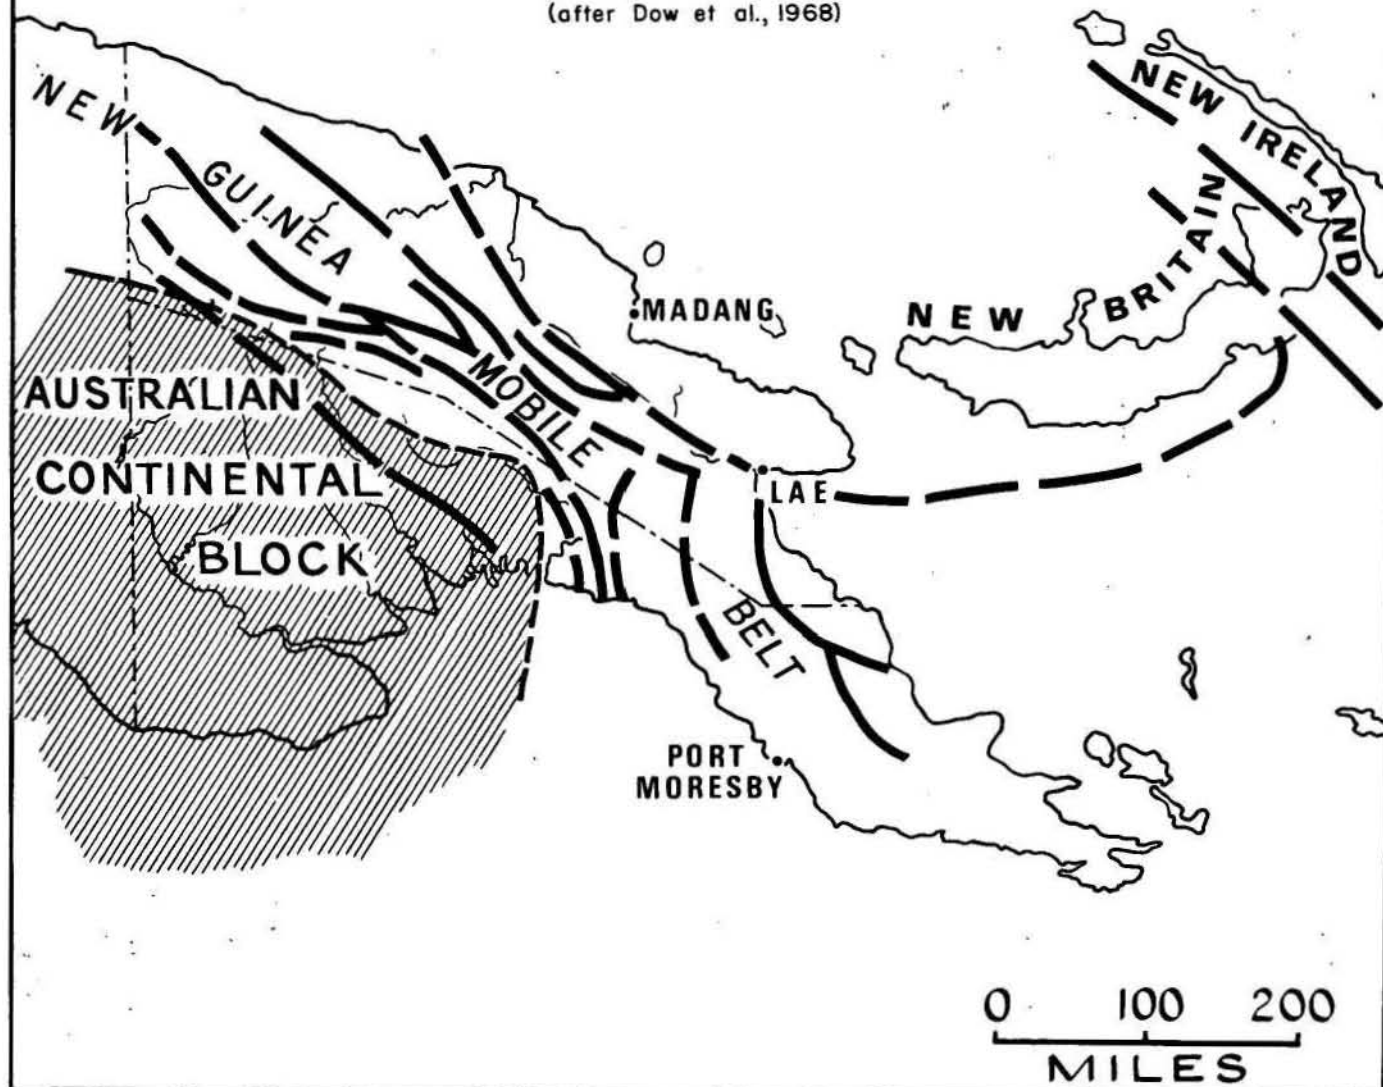 (after Dow et al., 1968)
NEW IRELAND
NEW GUINEA
NEW BRITAIN
MADANG
MOBILE
AUSTRALIAN
CONTINENTAL
BLOCK
LAE
BELT
PORT
MORESBY
0 100 200
MILES